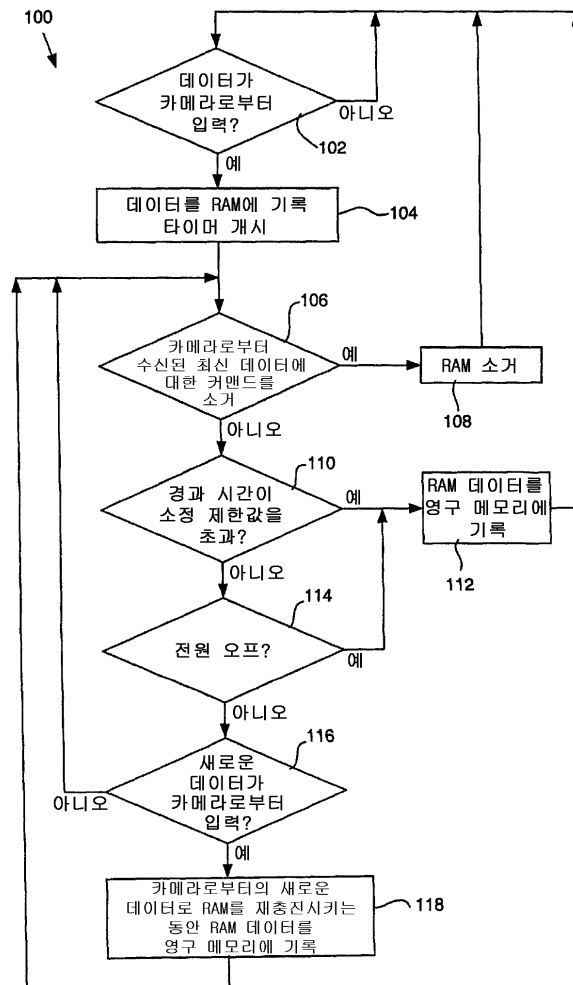 100
데이터가
카메라로부터
입력?
아니오
102
예
데이터를 RAM에 기록
타이머 개시
104
106
카메라로부터
수신된 최신 데이터에
대한 커맨드를
소거
예
RAM 소거
108
아니오
110
경과 시간이
소정 제한값을
초과?
예
RAM 데이터를
영구 메모리에
기록
112
아니오
114
전원 오프?
예
아니오
116
새로운
데이터가
카메라로부터
입력?
아니오
예
카메라로부터의 새로운
데이터로 RAM를 재충진시키는
동안 RAM 데이터를
영구 메모리에 기록
118